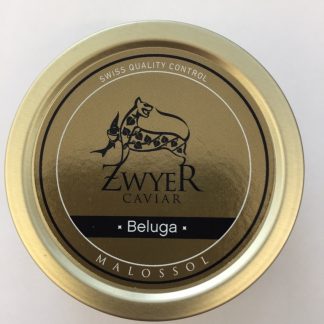 SWISS QUALITY CONTROL
ZWYER
CAVIAR
• Beluga •
MALOSSOL